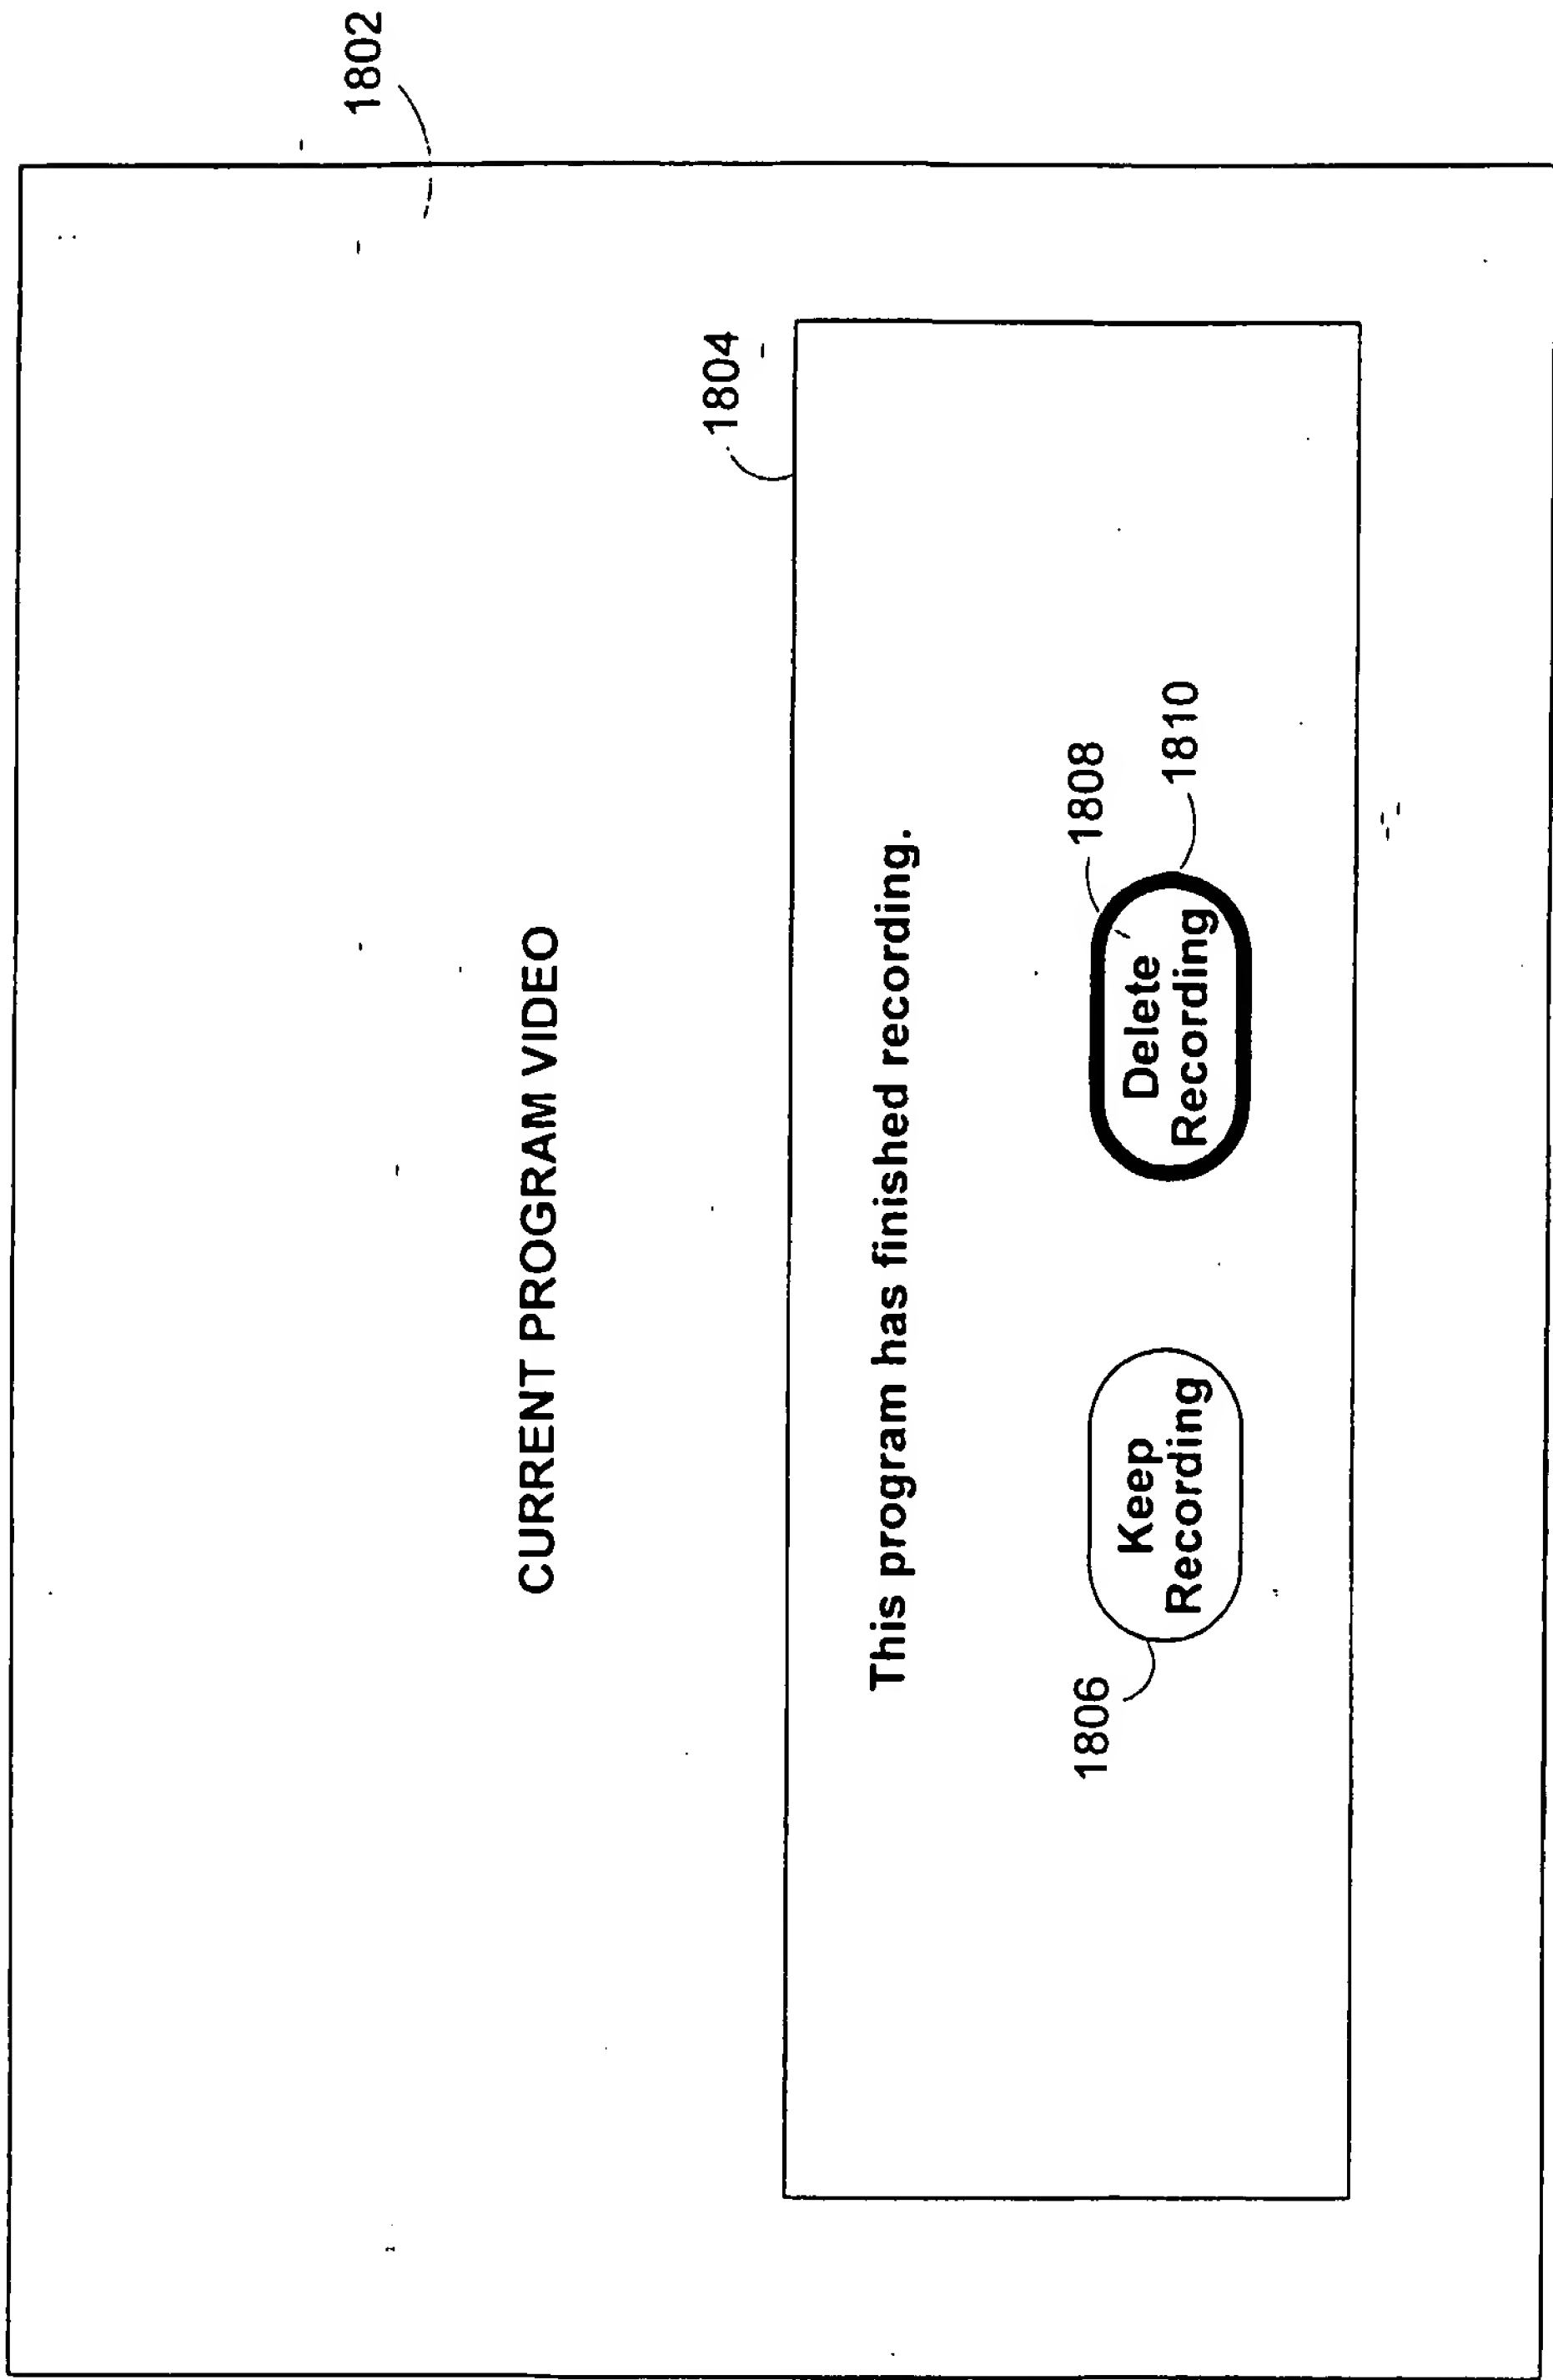 1802
CURRENT PROGRAM VIDEO
1804
This program has finished recording.
1806
Keep
Recording
1808
Delete
Recording
1810